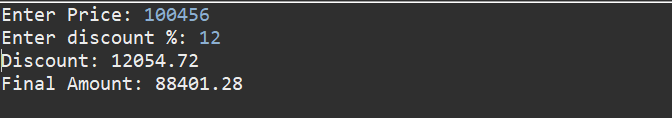 Enter Price: 100456
Enter discount %: 12
Discount: 12054.72
Final Amount: 88401.28